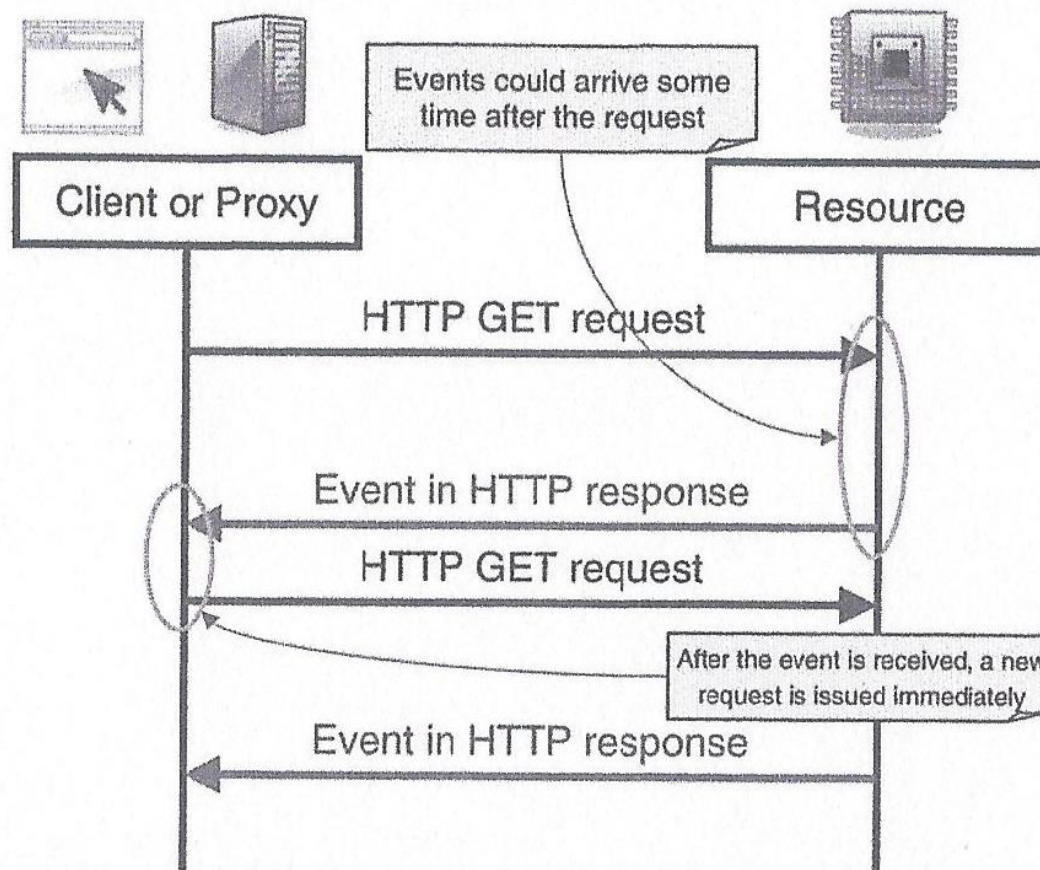 Events could arrive some
time after the request
Client or Proxy
Resource
HTTP GET request
Event in HTTP response
HTTP GET request
After the event is received, a new
request is issued immediately
Event in HTTP response